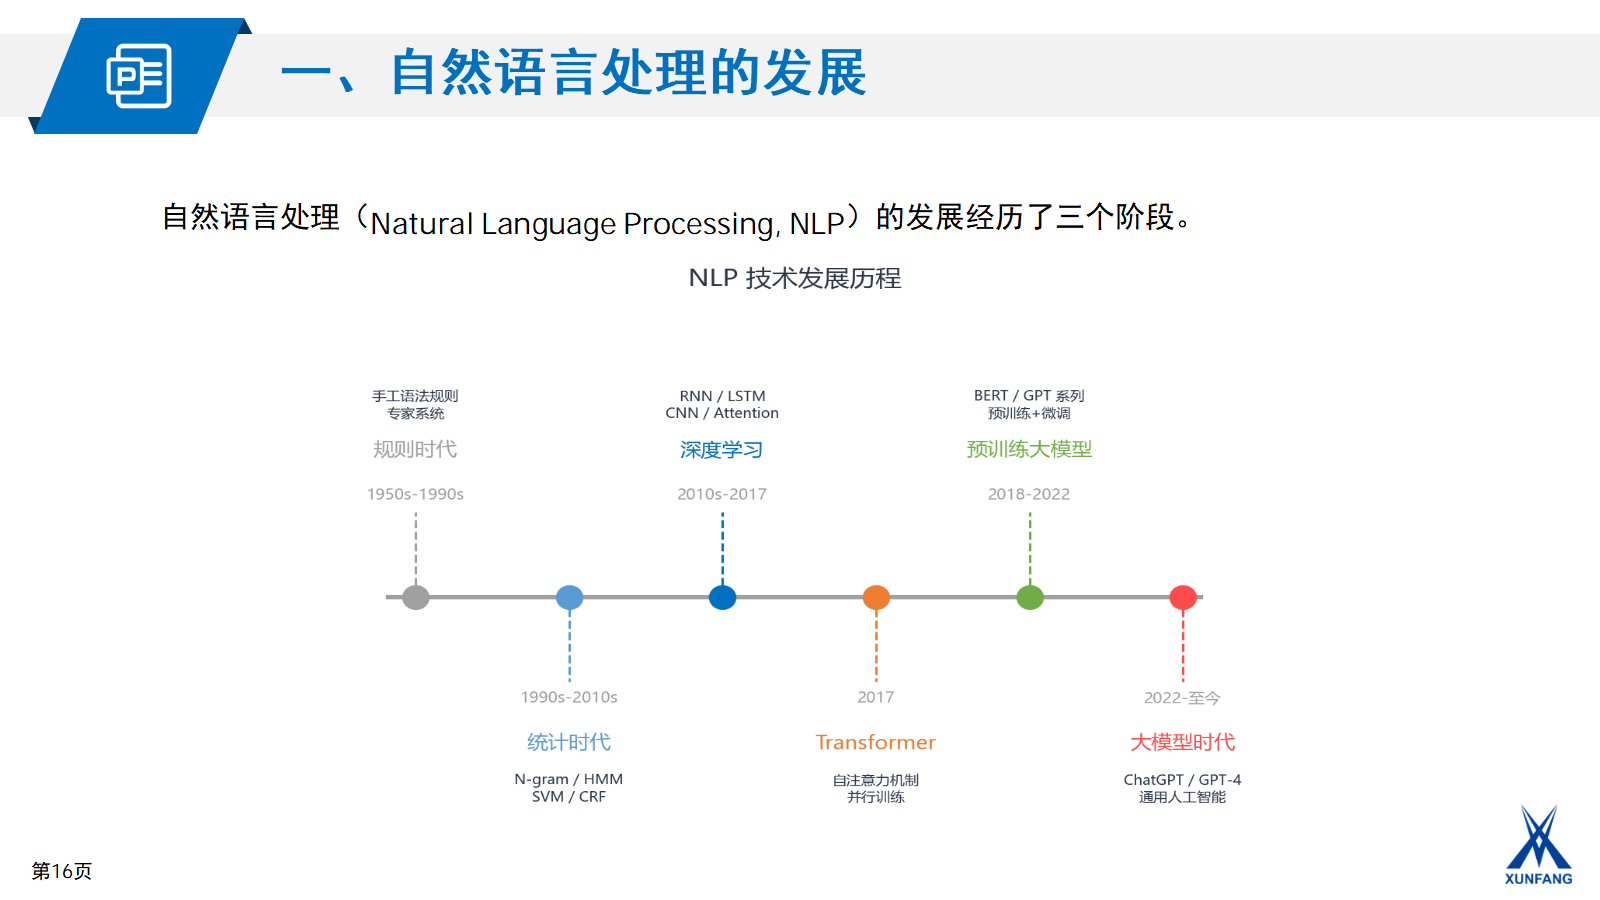 一、自然语言处理的发展
自然语言处理（Natural Language Processing, NLP）的发展经历了三个阶段。
NLP 技术发展历程
手工语法规则
专家系统
规则时代
1950s-1990s
RNN / LSTM
CNN / Attention
深度学习
2010s-2017
BERT / GPT 系列
预训练+微调
预训练大模型
2018-2022
1990s-2010s
统计时代
N-gram / HMM
SVM / CRF
2017
Transformer
自注意力机制
并行训练
2022-至今
大模型时代
ChatGPT / GPT-4
通用人工智能
第16页
XUNFANG